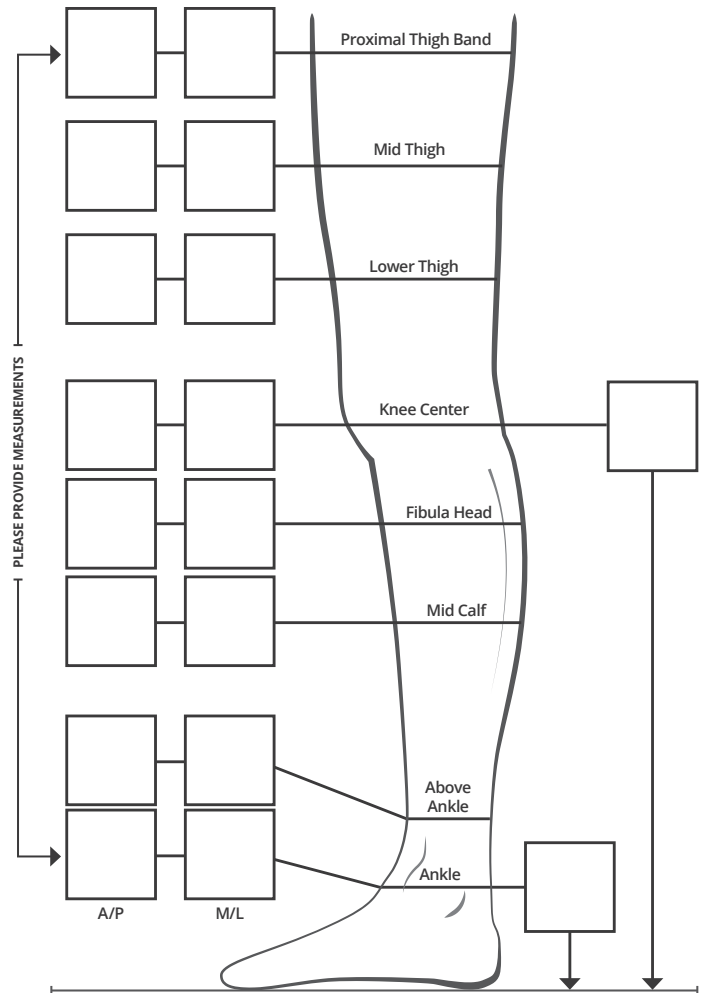 Proximal Thigh Band
Mid Thigh
Lower Thigh
PLEASE PROVIDE MEASUREMENTS
Knee Center
Fibula Head
Mid Calf
Above
Ankle
Ankle
A/P
M/L